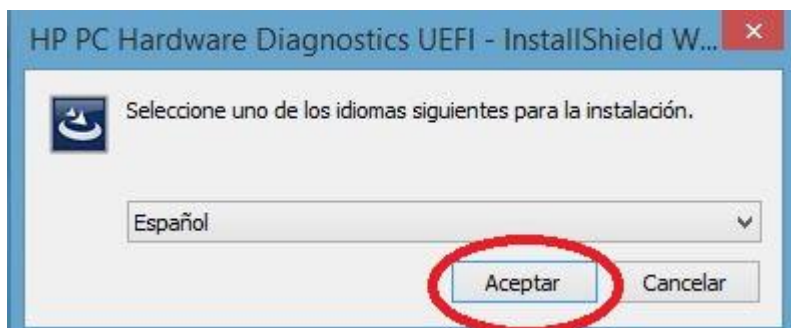 HP PC Hardware Diagnostics UEFI - InstallShield W...
Seleccione uno de los idiomas siguientes para la instalación.
Español
Aceptar
Cancelar